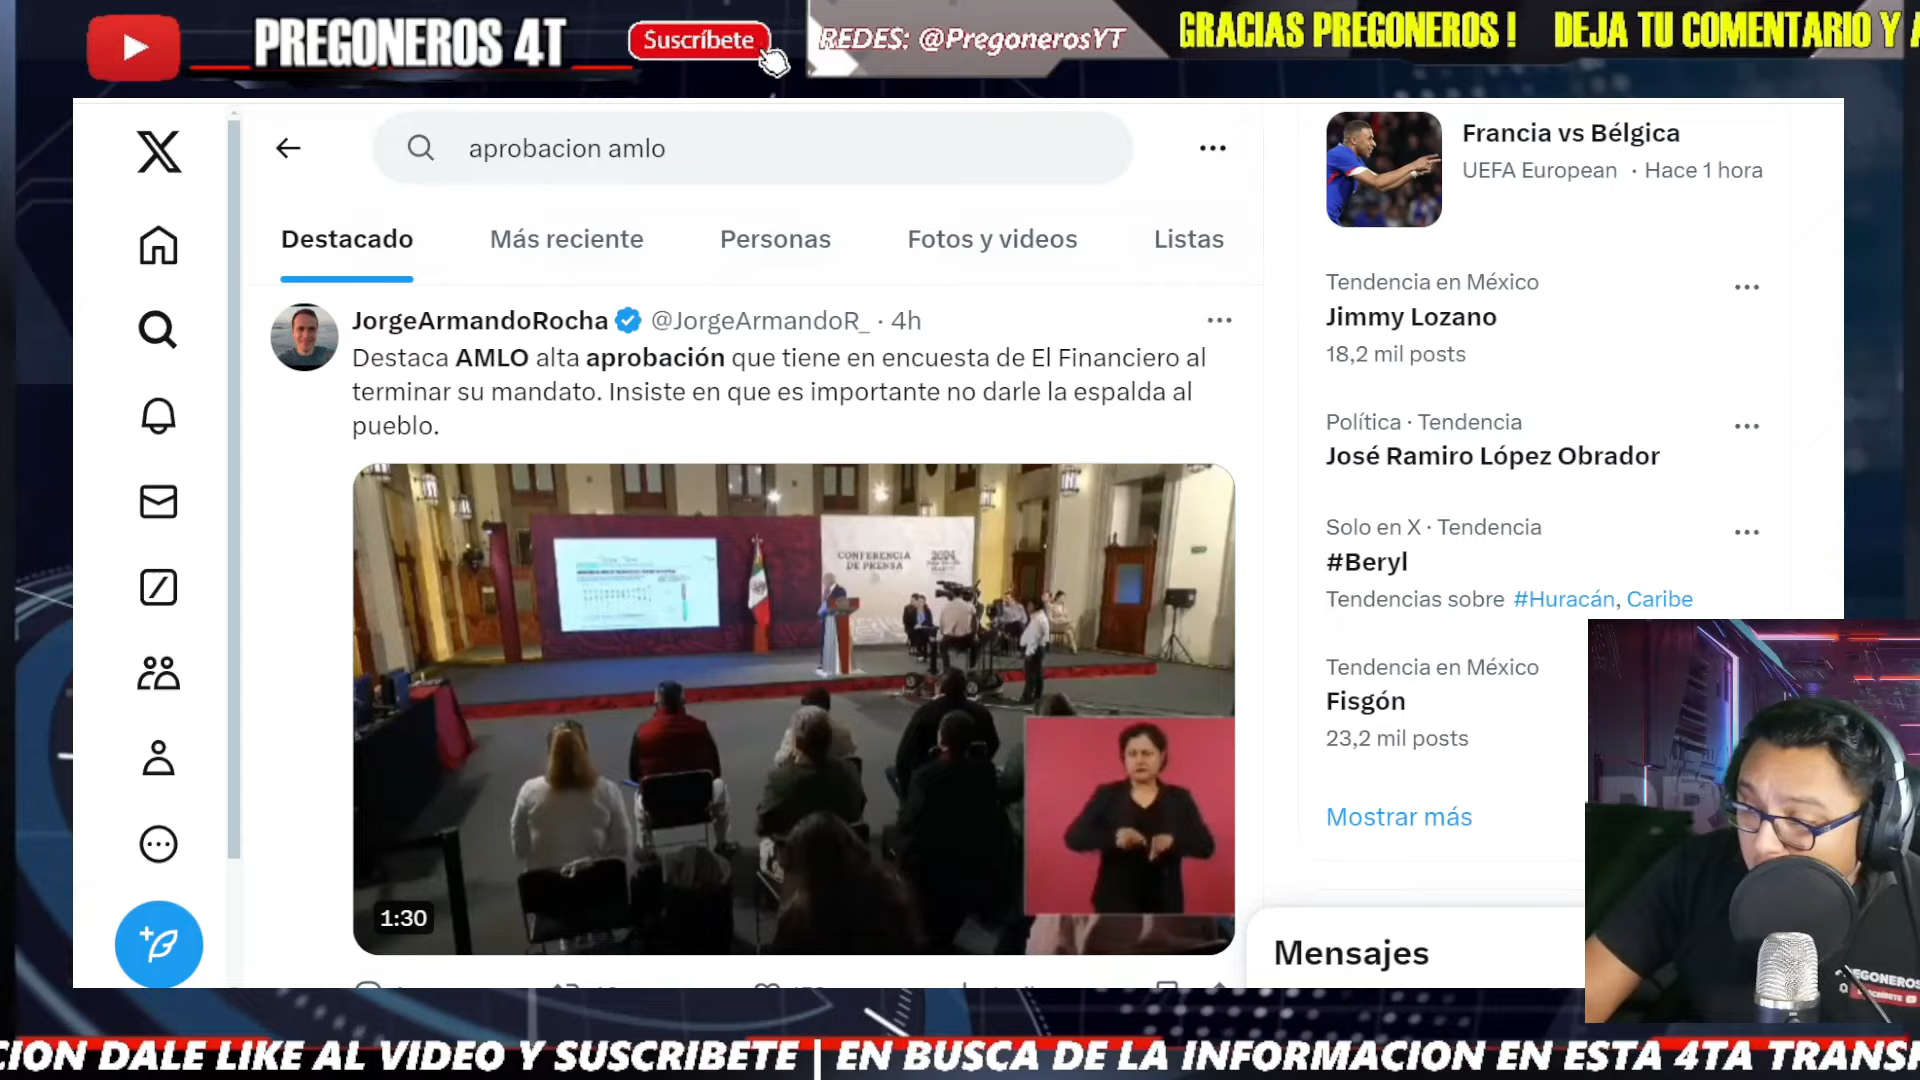 PREGONEROS 4T
Suscríbete
REDES: @PregonerosYT
GRACIAS PREGONEROS ! DEJA TU COMENTARIO Y
aprobacion amlo
Destacado
Más reciente
Personas
Fotos y videos
Listas
JorgeArmandoRocha @JorgeArmandoR_ · 4h
Destaca AMLO alta aprobación que tiene en encuesta de El Financiero al
terminar su mandato. Insiste en que es importante no darle la espalda al
pueblo.
CONFERENCIA
DE PRENSA
2024
1:30
Francia vs Bélgica
UEFA European · Hace 1 hora
Tendencia en México
Jimmy Lozano
18,2 mil posts
Política · Tendencia
José Ramiro López Obrador
Solo en X · Tendencia
#Beryl
Tendencias sobre #Huracán, Caribe
Tendencia en México
Fisgón
23,2 mil posts
Mostrar más
Mensajes
CION DALE LIKE AL VIDEO Y SUSCRIBETE | EN BUSCA DE LA INFORMACION EN ESTA 4TA TRANSF